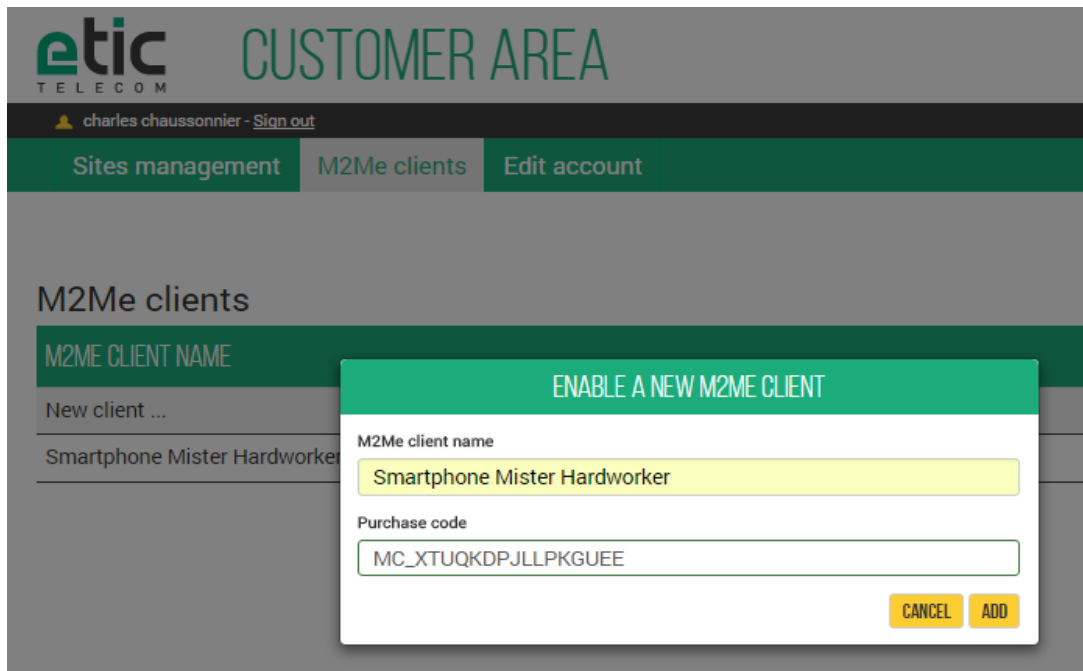 etic
TELECOM
CUSTOMER AREA
charles chaussonnier - Sign out
Sites management M2Me clients Edit account
M2Me clients
M2ME CLIENT NAME
New client ...
Smartphone Mister Hardworker
ENABLE A NEW M2ME CLIENT
M2Me client name
Smartphone Mister Hardworker
Purchase code
MC_XTUQKDPJLLPKGUEE
CANCEL ADD